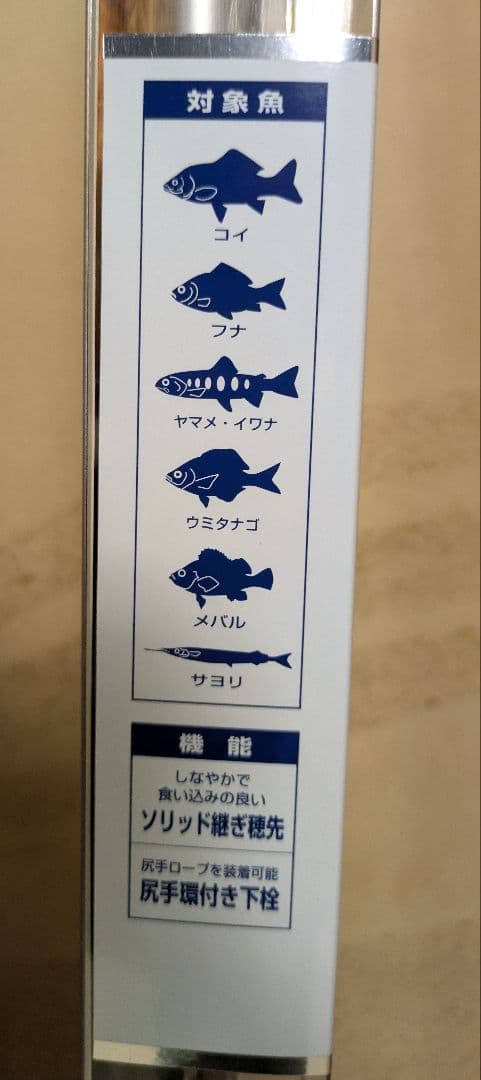 対象魚
コイ
フナ
ヤマメ・イワナ
ウミタナゴ
メバル
サヨリ
機能
しなやかで
食い込みの良い
ソリッド継ぎ穂先
尻手ロープを装着可能
尻手環付き下栓